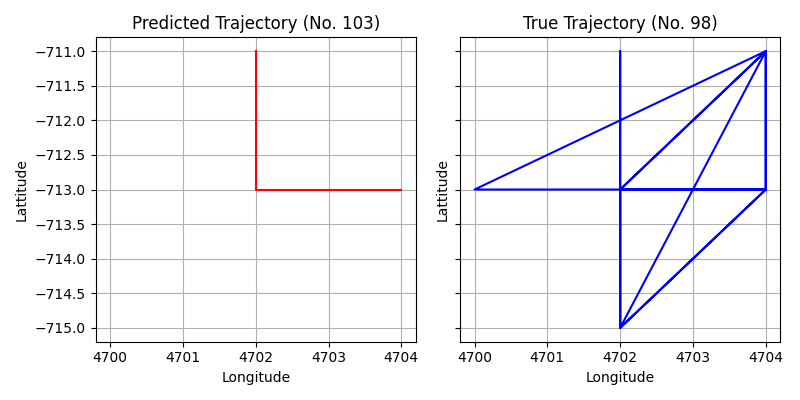 Predicted Trajectory (No. 103)
True Trajectory (No. 98)
−711.0
−711.5
−712.0
−712.5
−713.0
−713.5
−714.0
−714.5
−715.0
Lattitude
Lattitude
4700 4701 4702 4703 4704
4700 4701 4702 4703 4704
Longitude
Longitude